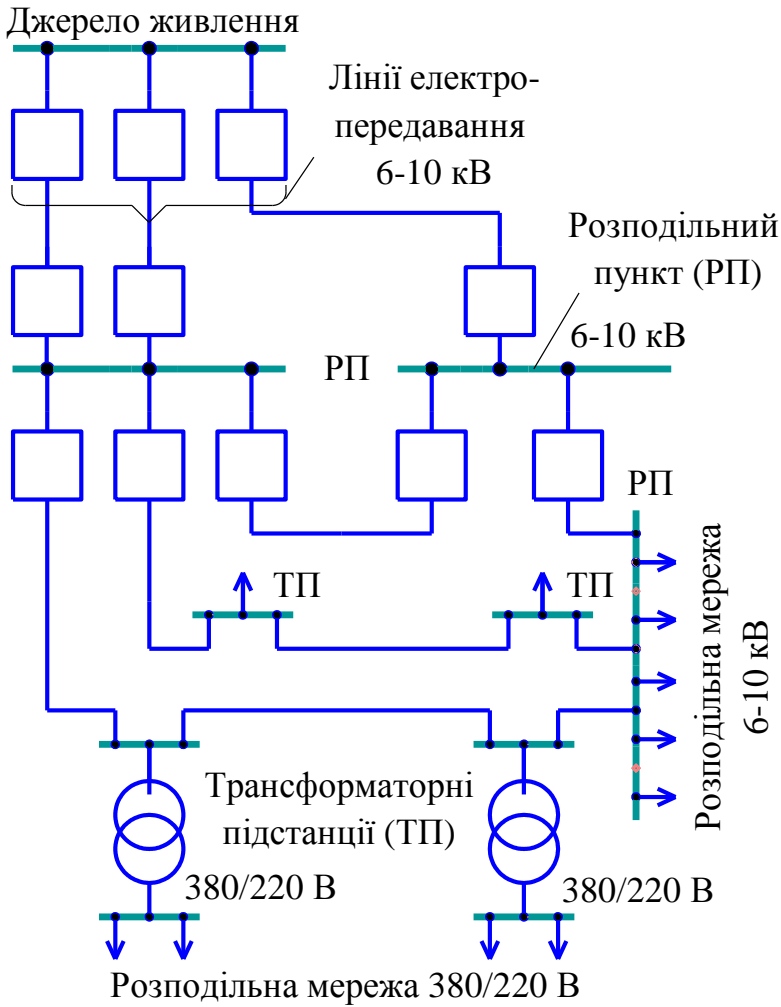 Джерело живлення
Лінії електро-
передавання
6-10 кВ
Розподільний
пункт (РП)
6-10 кВ
РП
РП
ТП
ТП
Розподільна мережа
6-10 кВ
Трансформаторні
підстанції (ТП)
380/220 В
380/220 В
Розподільна мережа 380/220 В